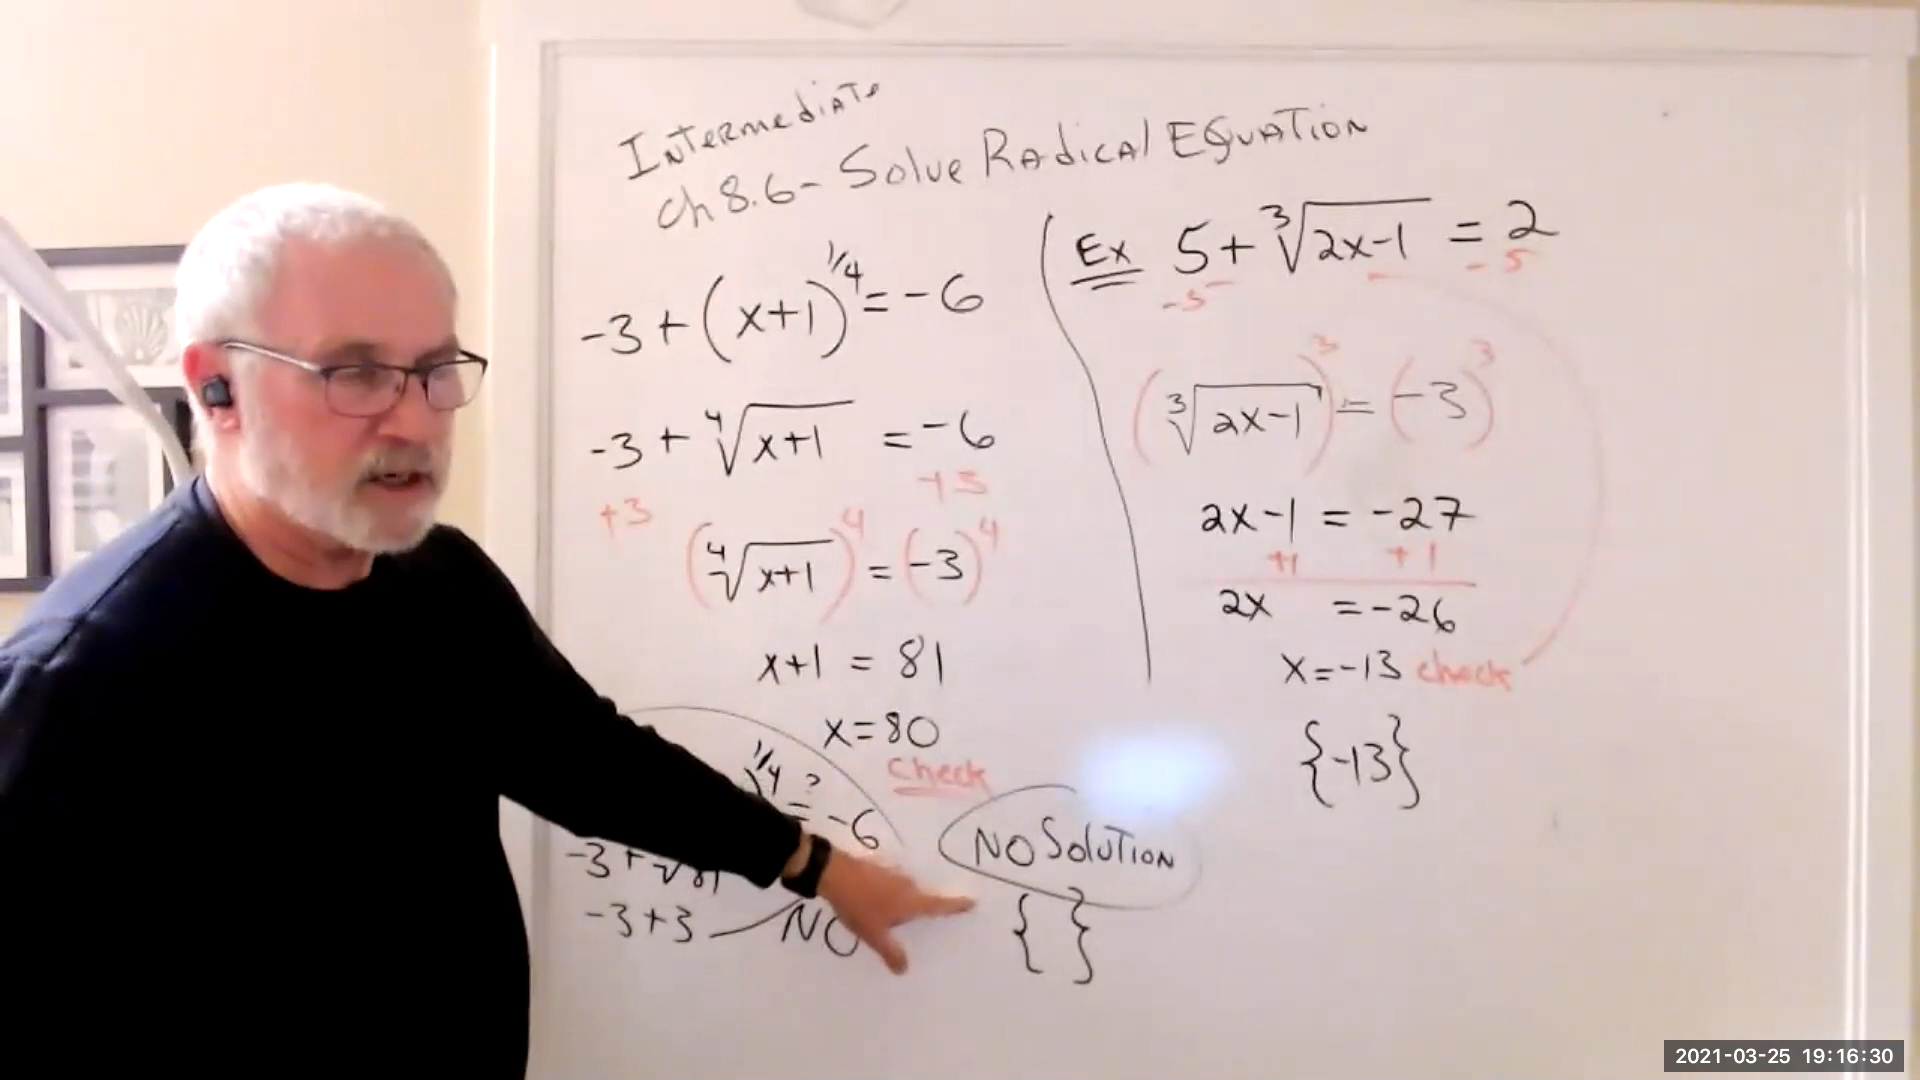 Intermediate
Ch 8.6- Solve Radical Equation
-3 + (x+1)^1/4 = -6
-3 + ∜(x+1) = -6
+3 +3
(∜(x+1))^4 = (-3)^4
x+1 = 81
x=80
check
1/4 ? = -6
-3 + ∜81
-3+3 NO
NO Solution
{ }
Ex 5+ ∛(2x-1) = 2
-5 -5
(∛(2x-1))^3 = (-3)^3
2x-1 = -27
+1 +1
2x = -26
x=-13 check
{-13}
2021-03-25 19:16:30